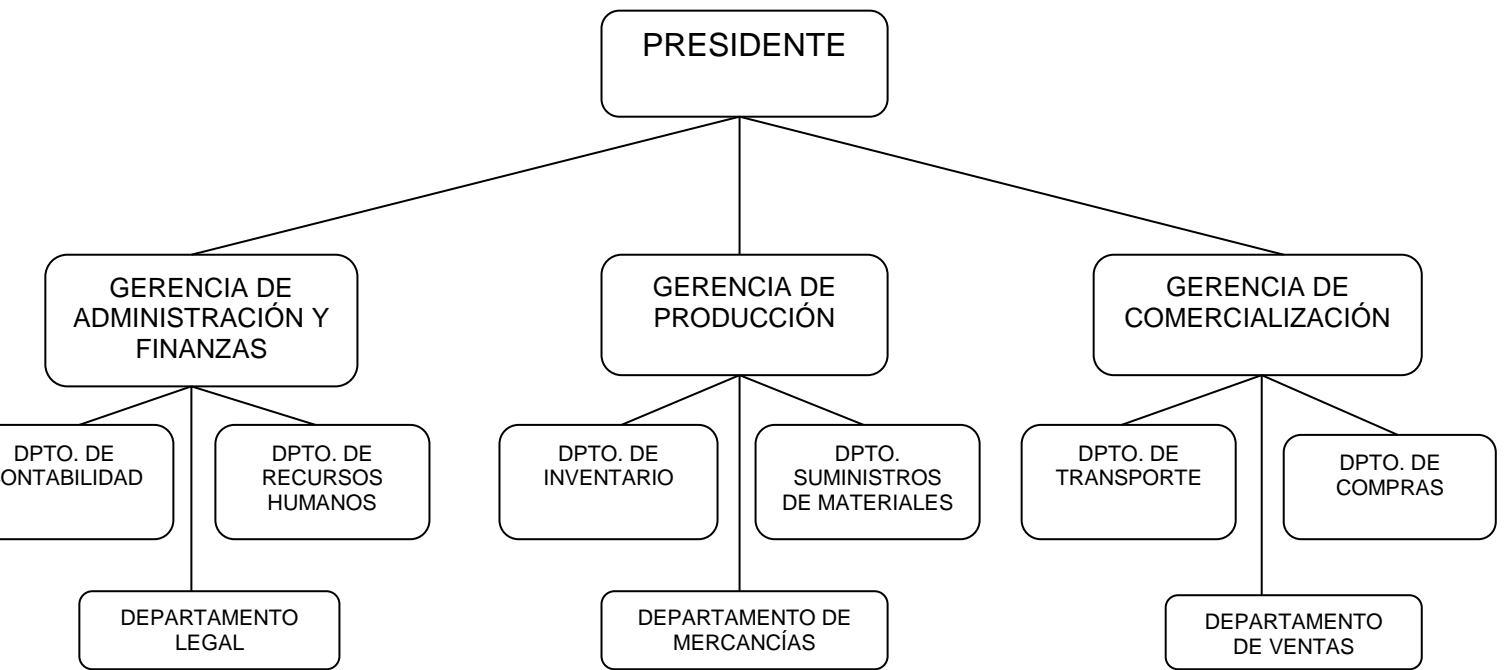 PRESIDENTE
GERENCIA DE
ADMINISTRACIÓN Y
FINANZAS
GERENCIA DE
PRODUCCIÓN
GERENCIA DE
COMERCIALIZACIÓN
DPTO. DE
ONTABILIDAD
DPTO. DE
RECURSOS
HUMANOS
DPTO. DE
INVENTARIO
DPTO.
SUMINISTROS
DE MATERIALES
DPTO. DE
TRANSPORTE
DPTO. DE
COMPRAS
DEPARTAMENTO
LEGAL
DEPARTAMENTO DE
MERCANCÍAS
DEPARTAMENTO
DE VENTAS